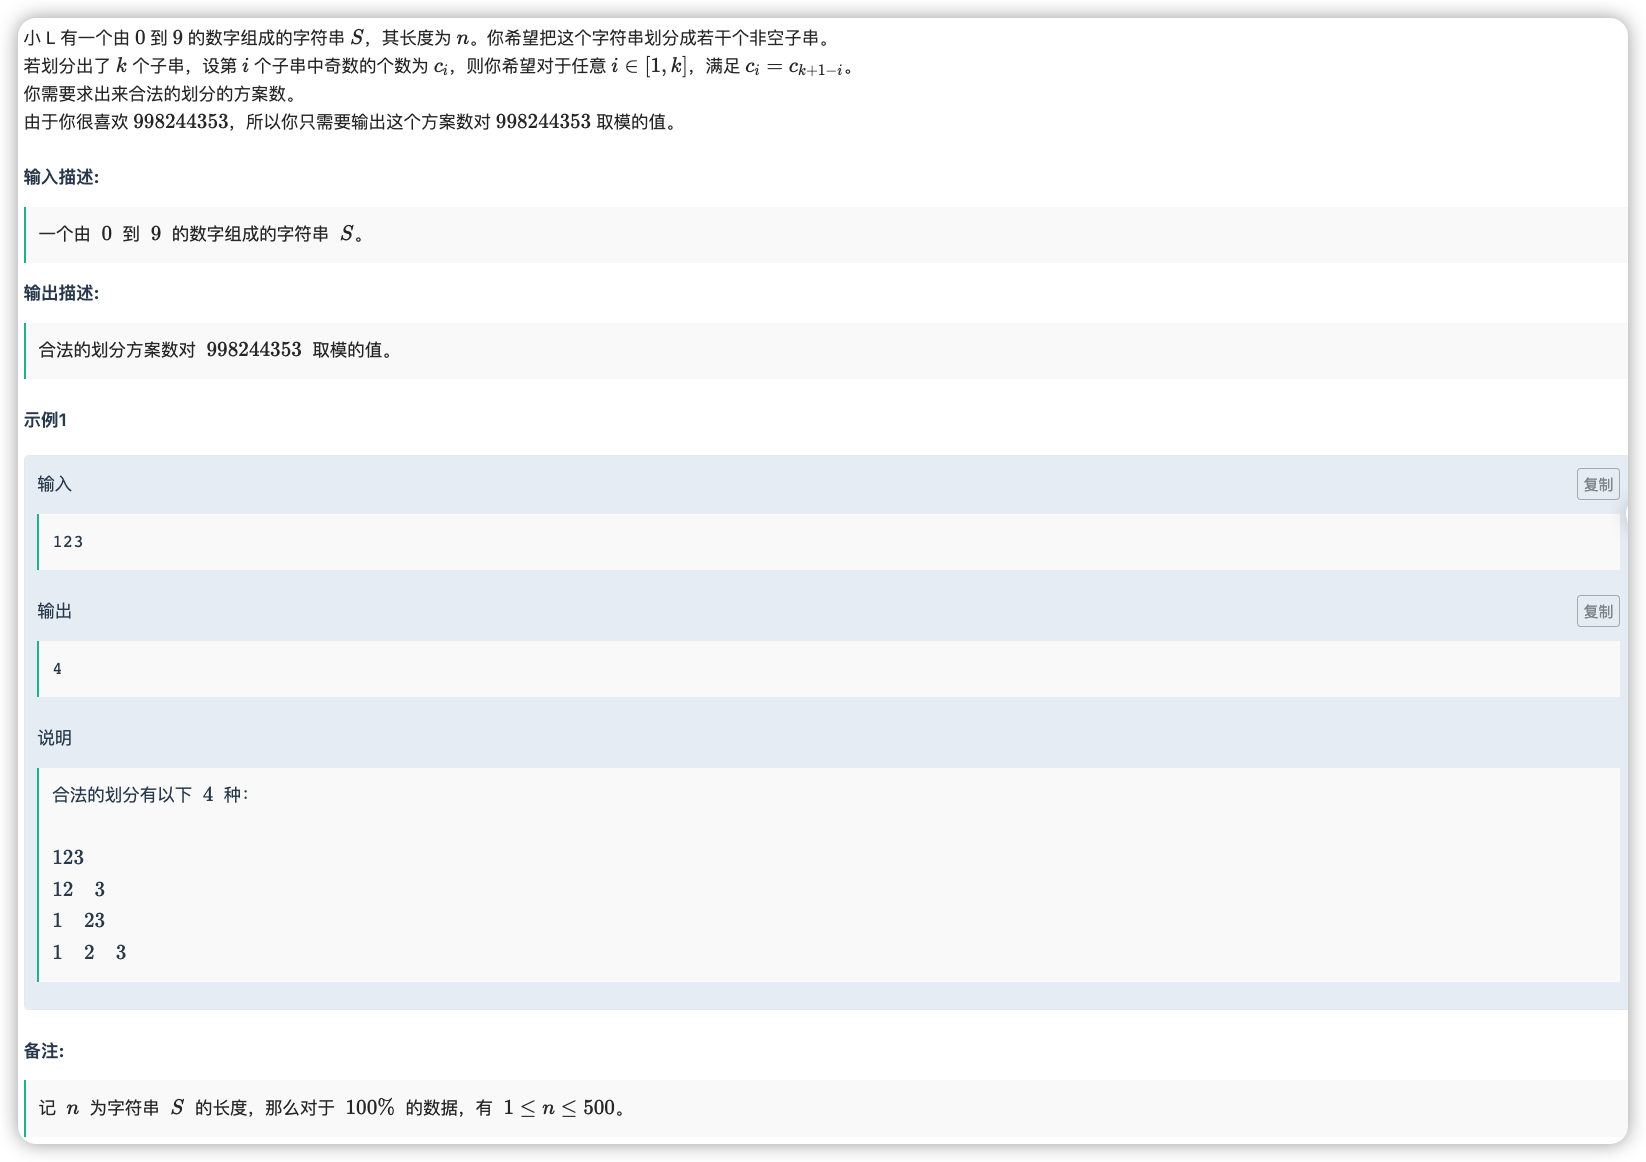 小 L 有一个由 0 到 9 的数字组成的字符串 S，其长度为 n。你希望把这个字符串划分成若干个非空子串。
若划分出了 k 个子串，设第 i 个子串中奇数的个数为 c_i，则你希望对于任意 i ∈ [1, k]，满足 c_i = c_{k+1−i}。
你需要求出来合法的划分的方案数。
由于你很喜欢 998244353，所以你只需要输出这个方案数对 998244353 取模的值。
输入描述:
一个由 0 到 9 的数字组成的字符串 S。
输出描述:
合法的划分方案数对 998244353 取模的值。
示例1
输入
复制
123
输出
复制
4
说明
合法的划分有以下 4 种：
123
12 3
1 23
1 2 3
备注:
记 n 为字符串 S 的长度，那么对于 100% 的数据，有 1 ≤ n ≤ 500。